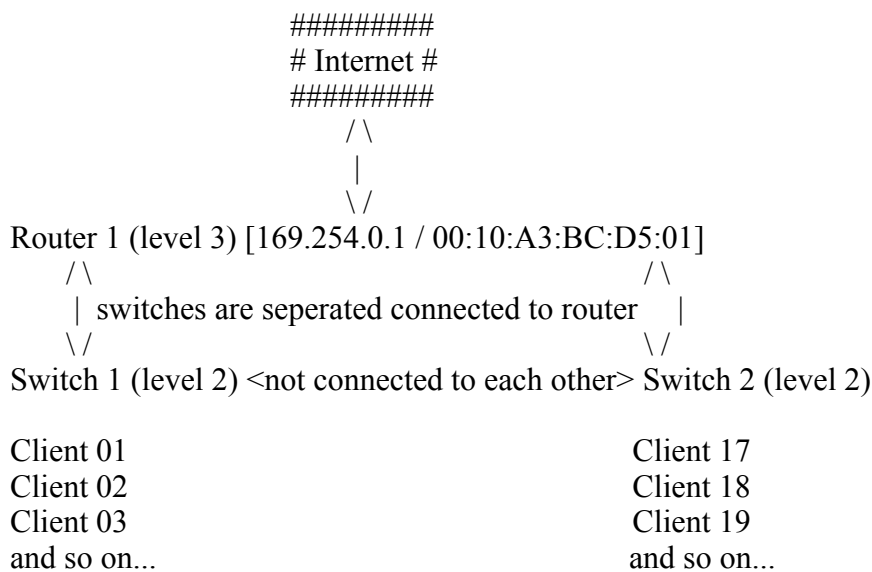 #########
# Internet #
#########
/ \
|
\ /
Router 1 (level 3) [169.254.0.1 / 00:10:A3:BC:D5:01]
/ \ / \
| switches are seperated connected to router |
\ / \ /
Switch 1 (level 2) <not connected to each other> Switch 2 (level 2)
Client 01 Client 17
Client 02 Client 18
Client 03 Client 19
and so on... and so on...